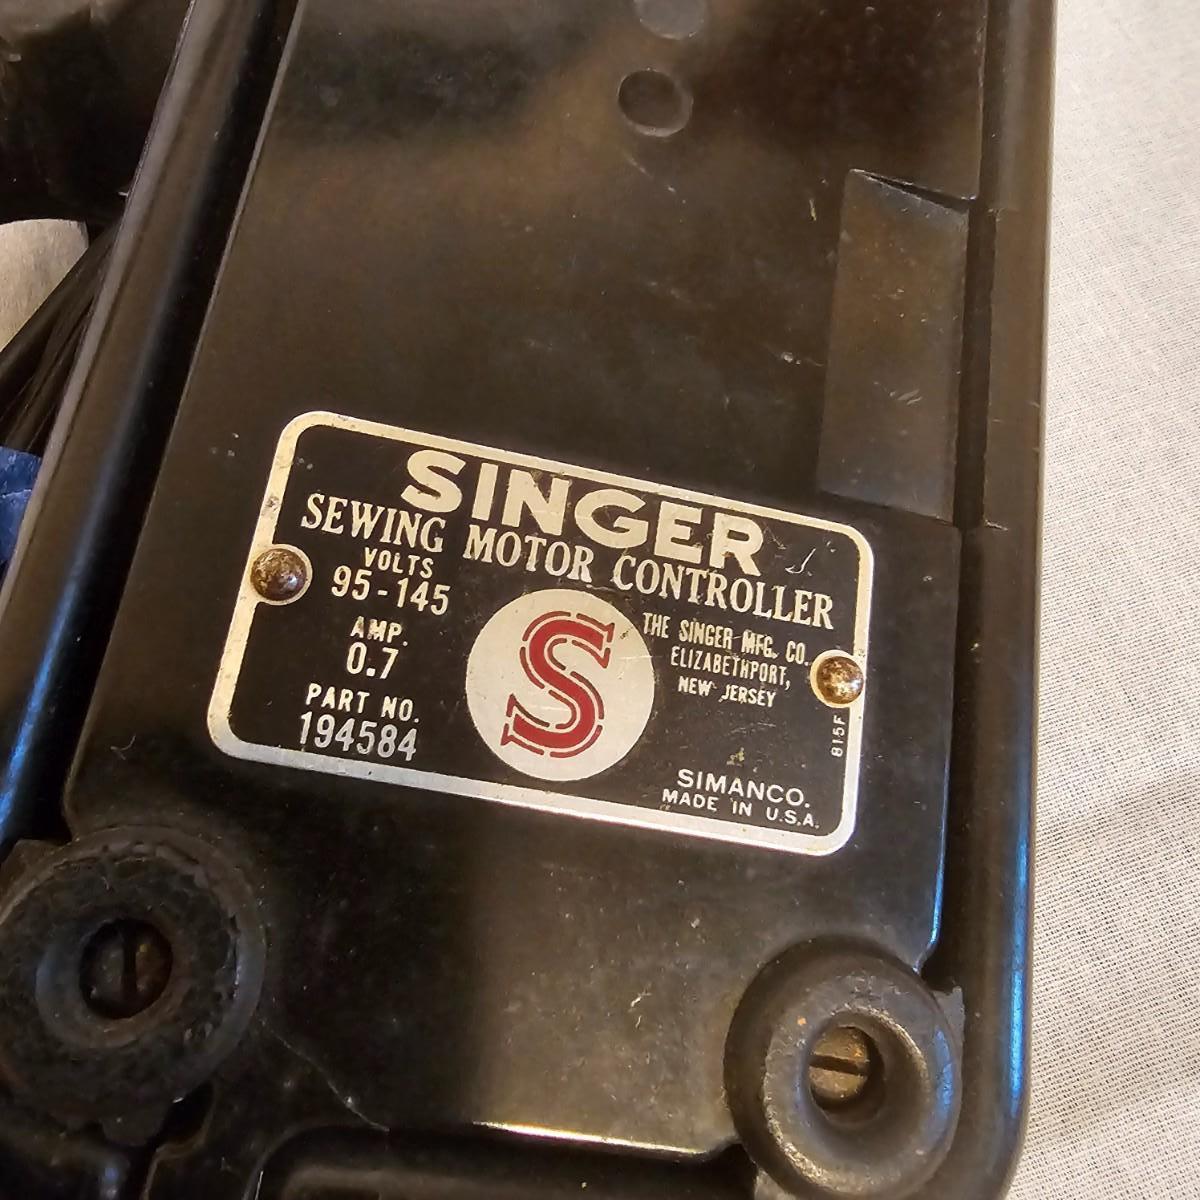 SINGER
SEWING MOTOR CONTROLLER
VOLTS
95-145
AMP.
0.7
PART NO.
194584
S
THE SINGER MFG. CO.
ELIZABETHPORT,
NEW JERSEY
815F
SIMANCO.
MADE IN U.S.A.